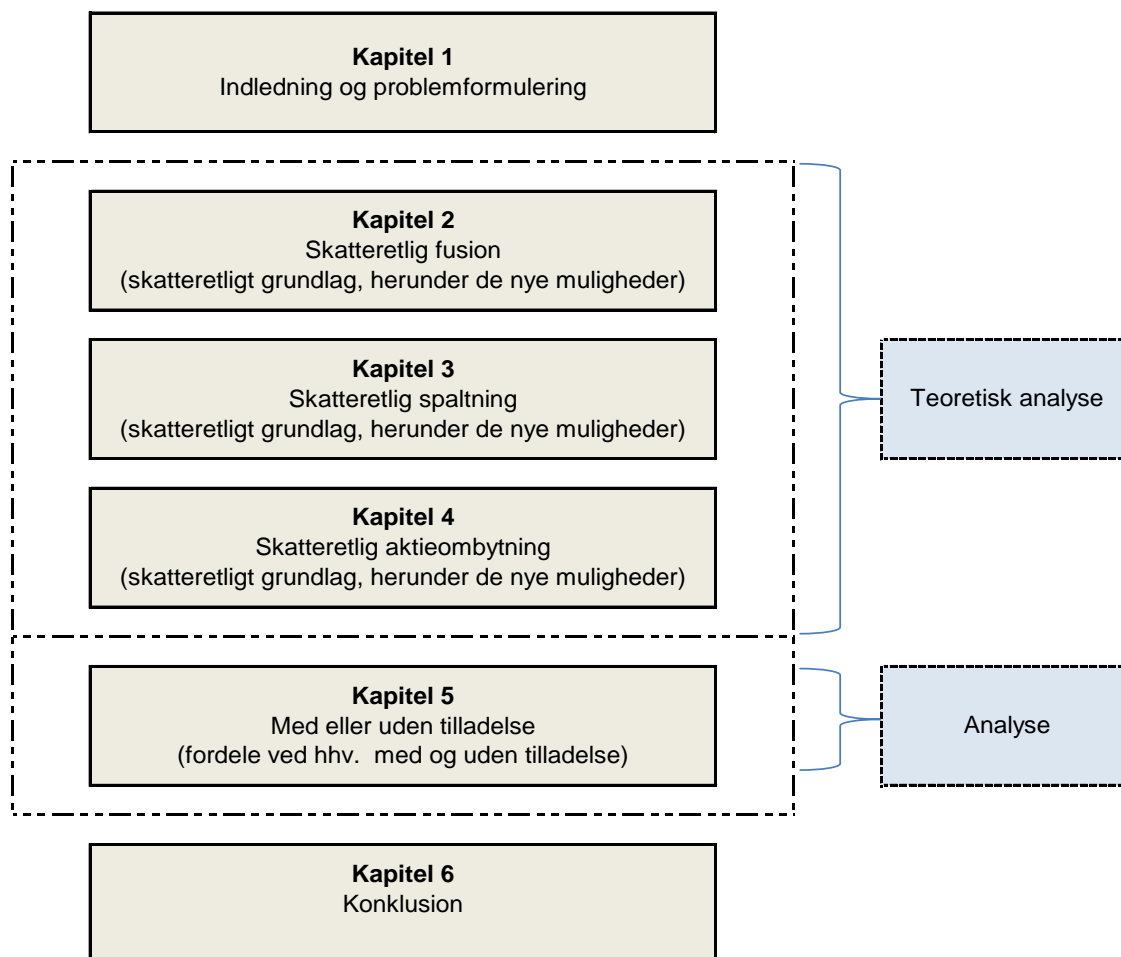 Kapitel 1
Indledning og problemformulering
Kapitel 2
Skatteretlig fusion
(skatteretligt grundlag, herunder de nye muligheder)
Kapitel 3
Skatteretlig spaltning
(skatteretligt grundlag, herunder de nye muligheder)
Teoretisk analyse
Kapitel 4
Skatteretlig aktieombytning
(skatteretligt grundlag, herunder de nye muligheder)
Kapitel 5
Med eller uden tilladelse
(fordele ved hhv.  med og uden tilladelse)
Analyse
Kapitel 6
Konklusion